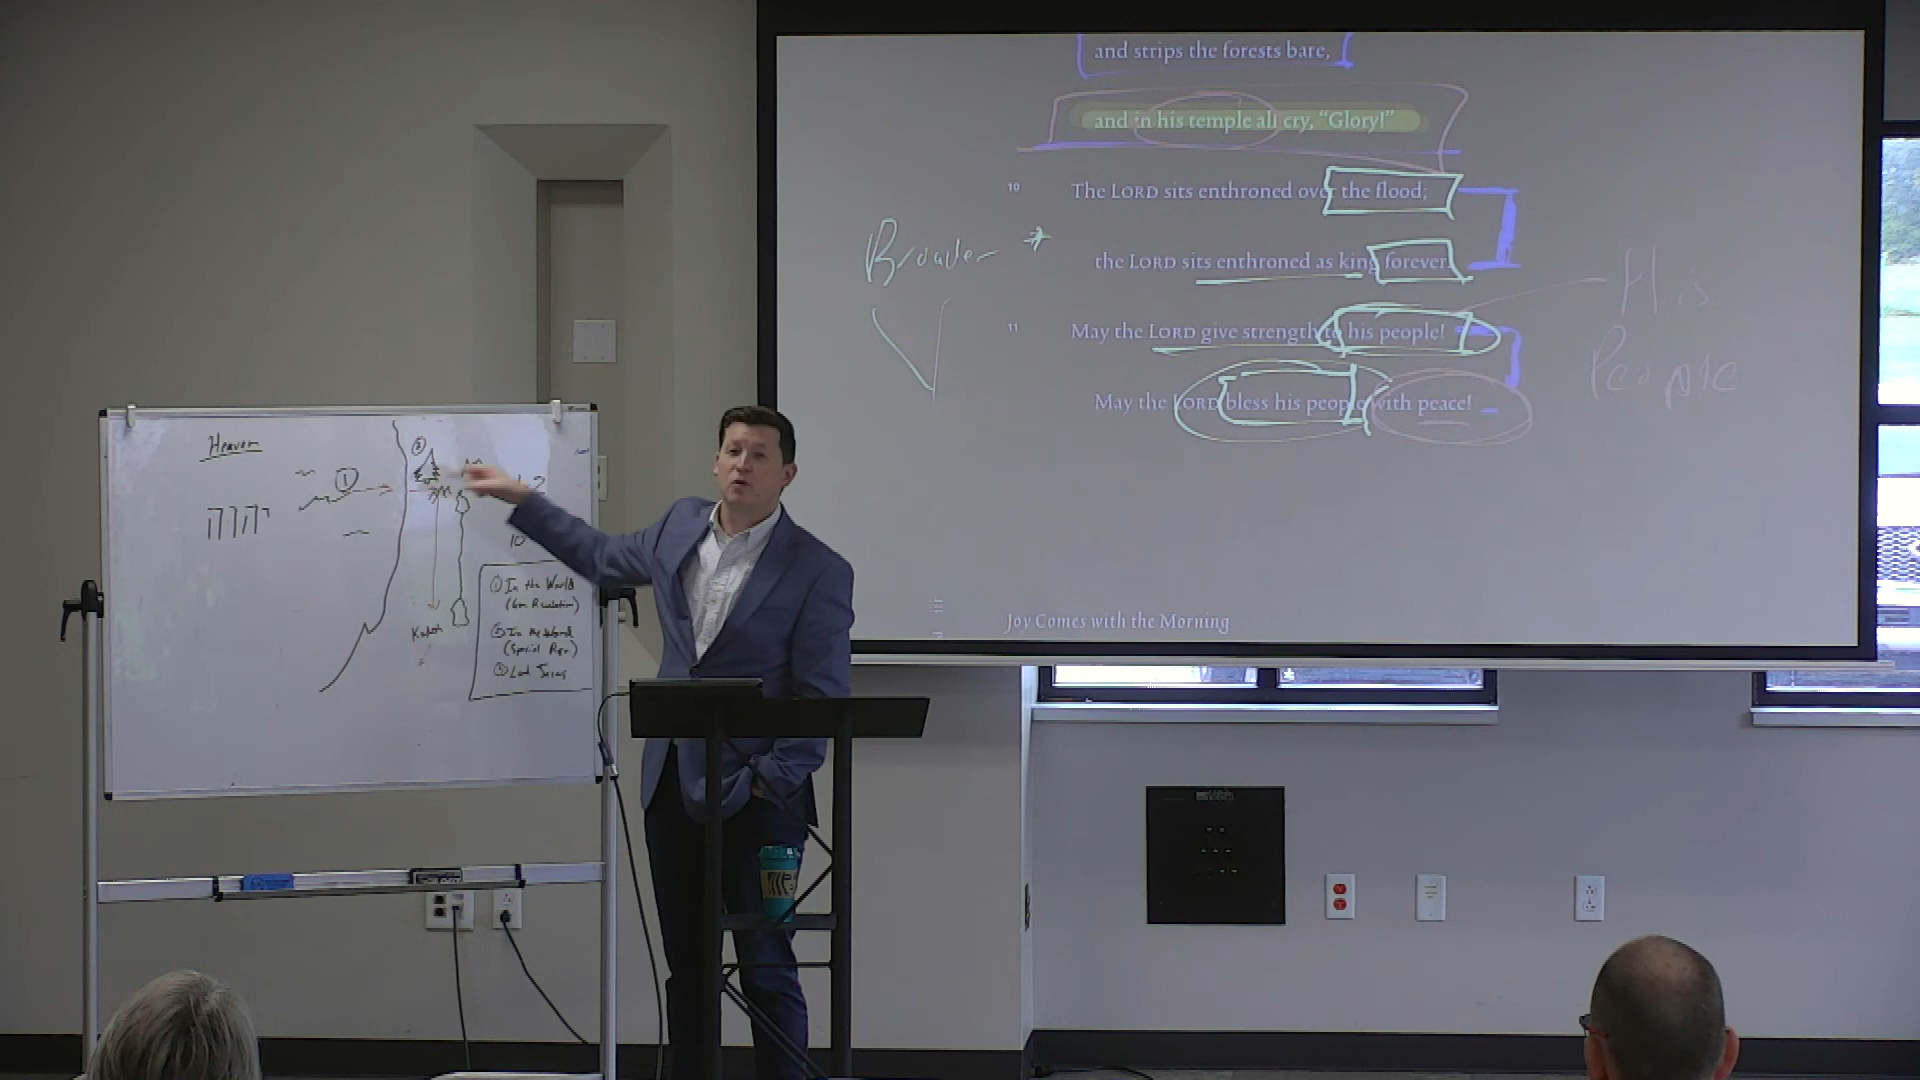 and strips the forests bare,
and in his temple all cry, “Glory!”
10 The LORD sits enthroned over the flood;
the LORD sits enthroned as king forever.
11 May the LORD give strength to his people!
May the LORD bless his people with peace!
Joy Comes with the Morning
Broader *
His
People
Heaven
יהוה
1
2
10
① In the World
(Gen Revelation)
② In the Word
(Special Rev.)
③ Lord Jesus
Kadesh